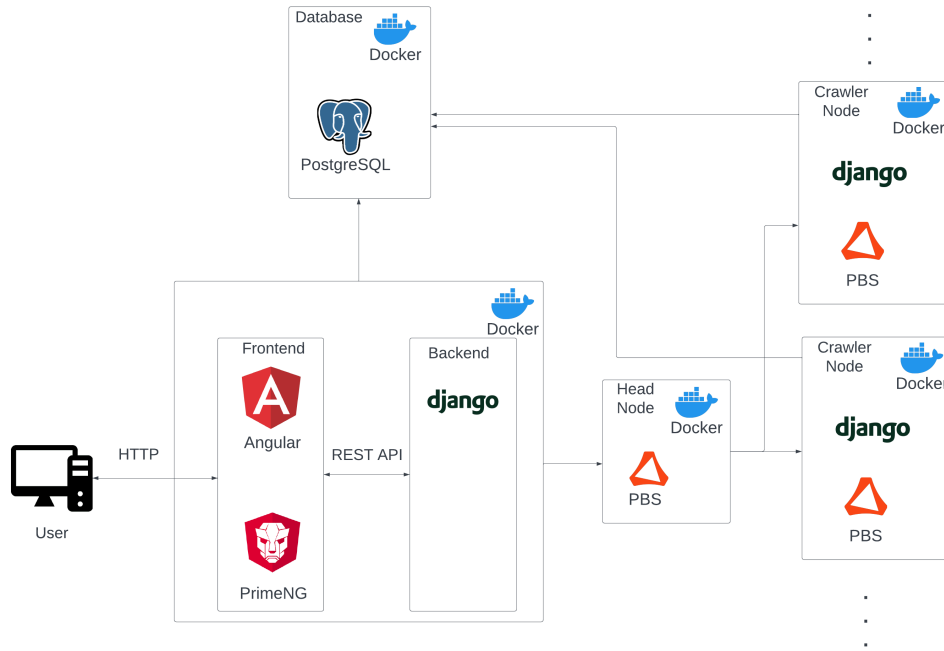 Database
Docker
PostgreSQL
Crawler
Node
Docker
django
PBS
Docker
Frontend
Angular
PrimeNG
REST API
Backend
django
HTTP
User
Head
Node
Docker
PBS
Crawler
Node
Docker
django
PBS